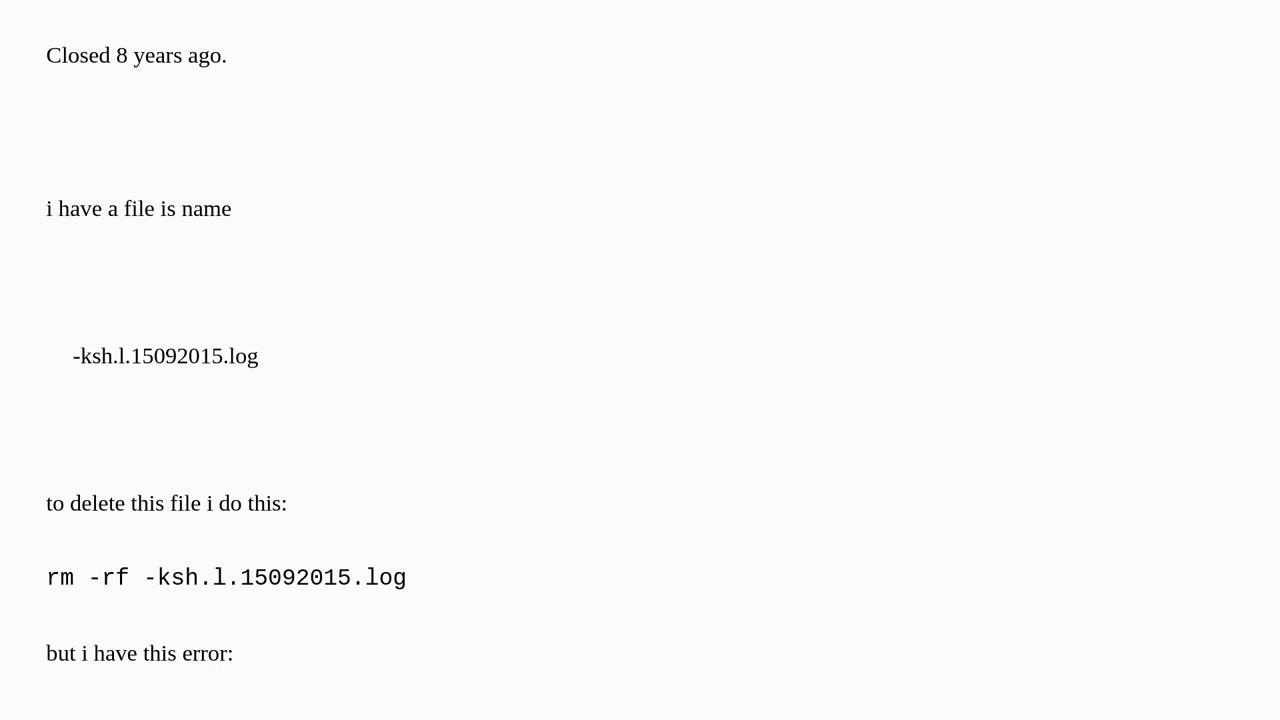 Closed 8 years ago.
i have a file is name
-ksh.l.15092015.log
to delete this file i do this:
rm -rf -ksh.l.15092015.log
but i have this error: